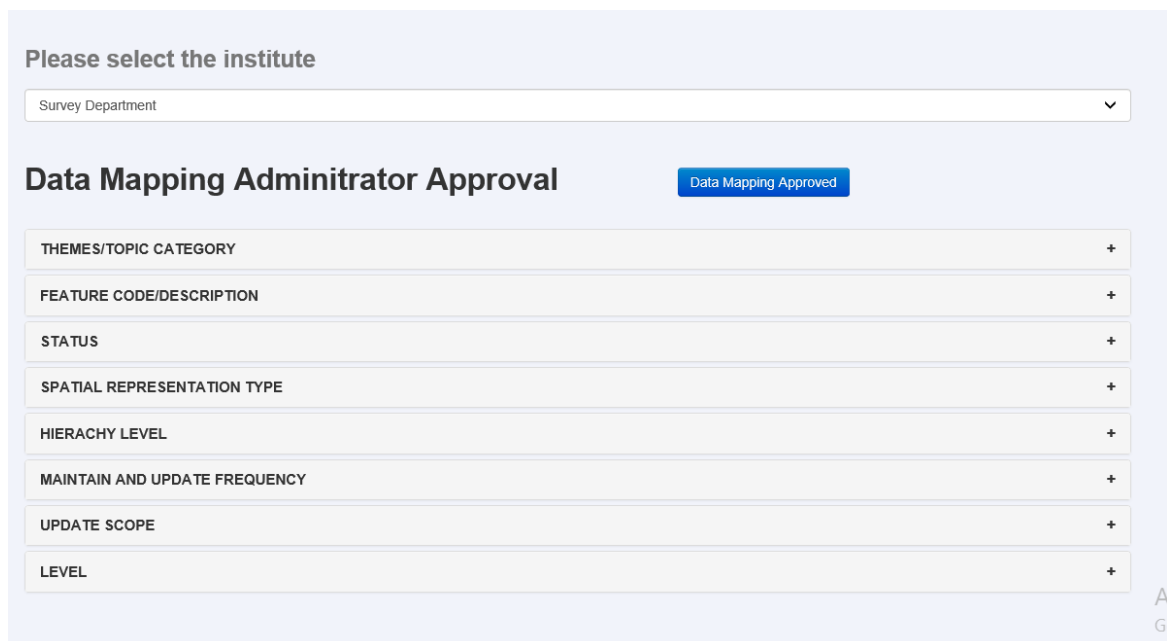 Please select the institute
Survey Department
Data Mapping Adminitrator Approval
Data Mapping Approved
THEMES/TOPIC CATEGORY +
FEATURE CODE/DESCRIPTION +
STATUS +
SPATIAL REPRESENTATION TYPE +
HIERACHY LEVEL +
MAINTAIN AND UPDATE FREQUENCY +
UPDATE SCOPE +
LEVEL +
A
G